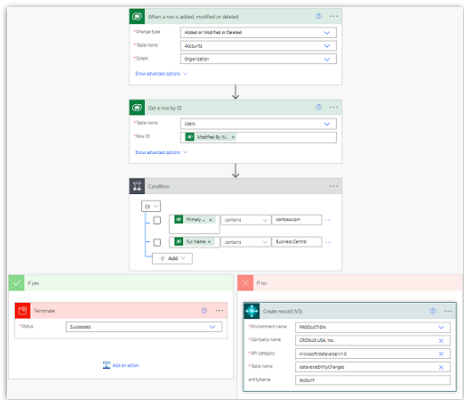 When a row is added, modified or deleted
* Change type
Added or Modified or Deleted
* Table name
Accounts
* Scope
Organization
Show advanced options
Get a row by ID
* Table name
Users
* Row ID
Modified By (V... ×
Show advanced options
Condition
Or
Primary ... ×
contains
contoso.com
Full Name ×
contains
Business Central
+ Add
If yes
Terminate
* Status
Succeeded
Add an action
If no
Create record (V3)
* Environment name
PRODUCTION
* Company name
CRONUS USA, Inc.
* API category
microsoft/dataverse/v1.0
* Table name
dataverseEntityChanges
entityName
account